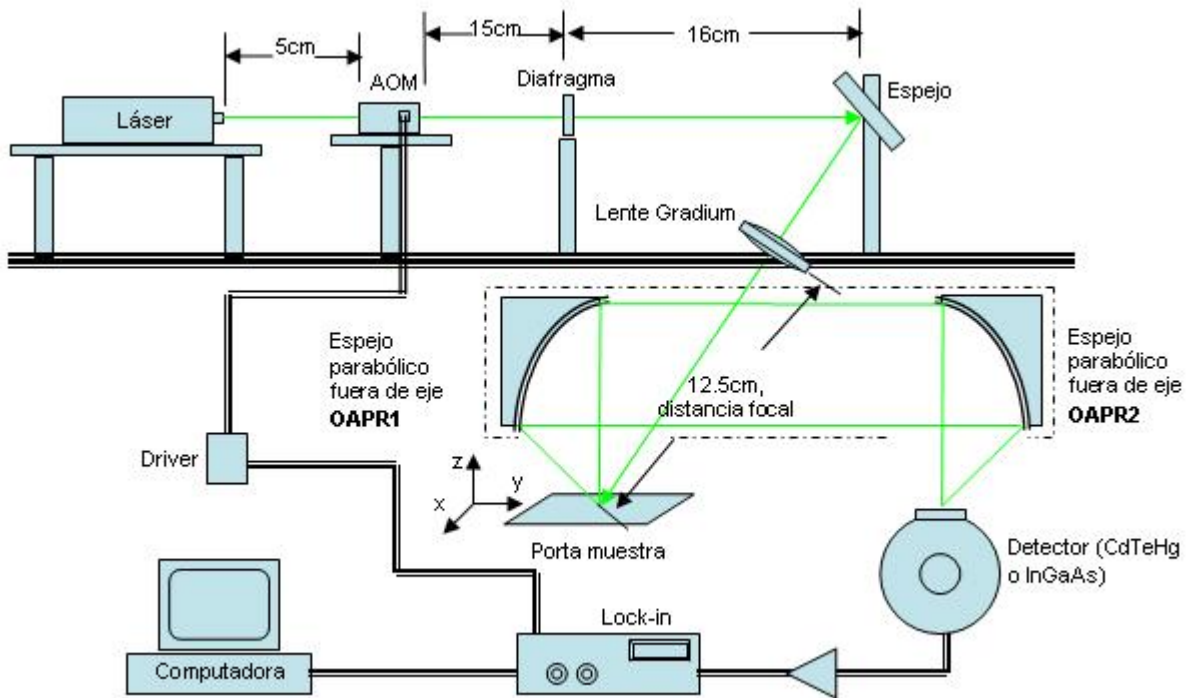 5cm
15cm
16cm
AOM
Diafragma
Espejo
Láser
Lente Gradium
Espejo
parabólico
fuera de eje
OAPR1
12.5cm,
distancia focal
Espejo
parabólico
fuera de eje
OAPR2
Driver
z
y
x
Porta muestra
Detector (CdTeHg
o InGaAs)
Lock-in
Computadora